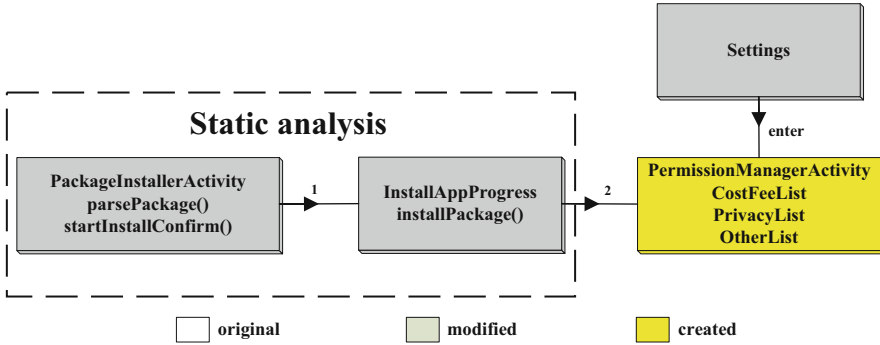 Settings
enter
Static analysis
PackageInstallerActivity
parsePackage()
startInstallConfirm()
1
InstallAppProgress
installPackage()
2
PermissionManagerActivity
CostFeeList
PrivacyList
OtherList
original
modified
created